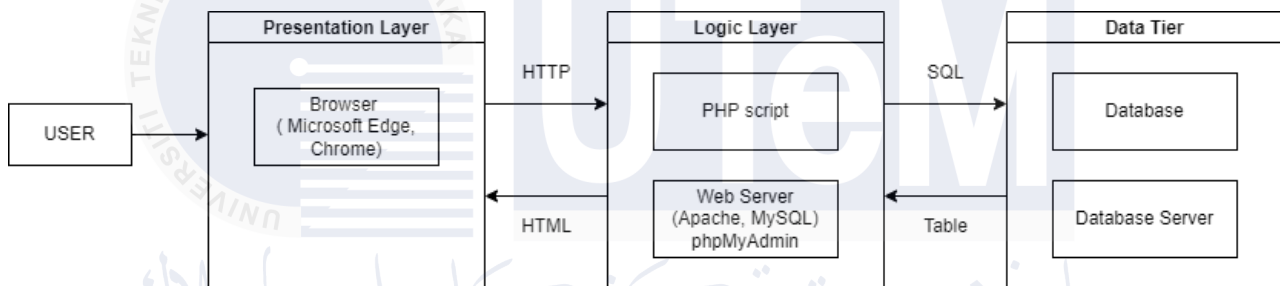 Presentation Layer
Logic Layer
Data Tier
HTTP
SQL
USER
Browser
( Microsoft Edge,
Chrome)
PHP script
Database
Web Server
(Apache, MySQL)
phpMyAdmin
Database Server
HTML
Table
UTeM